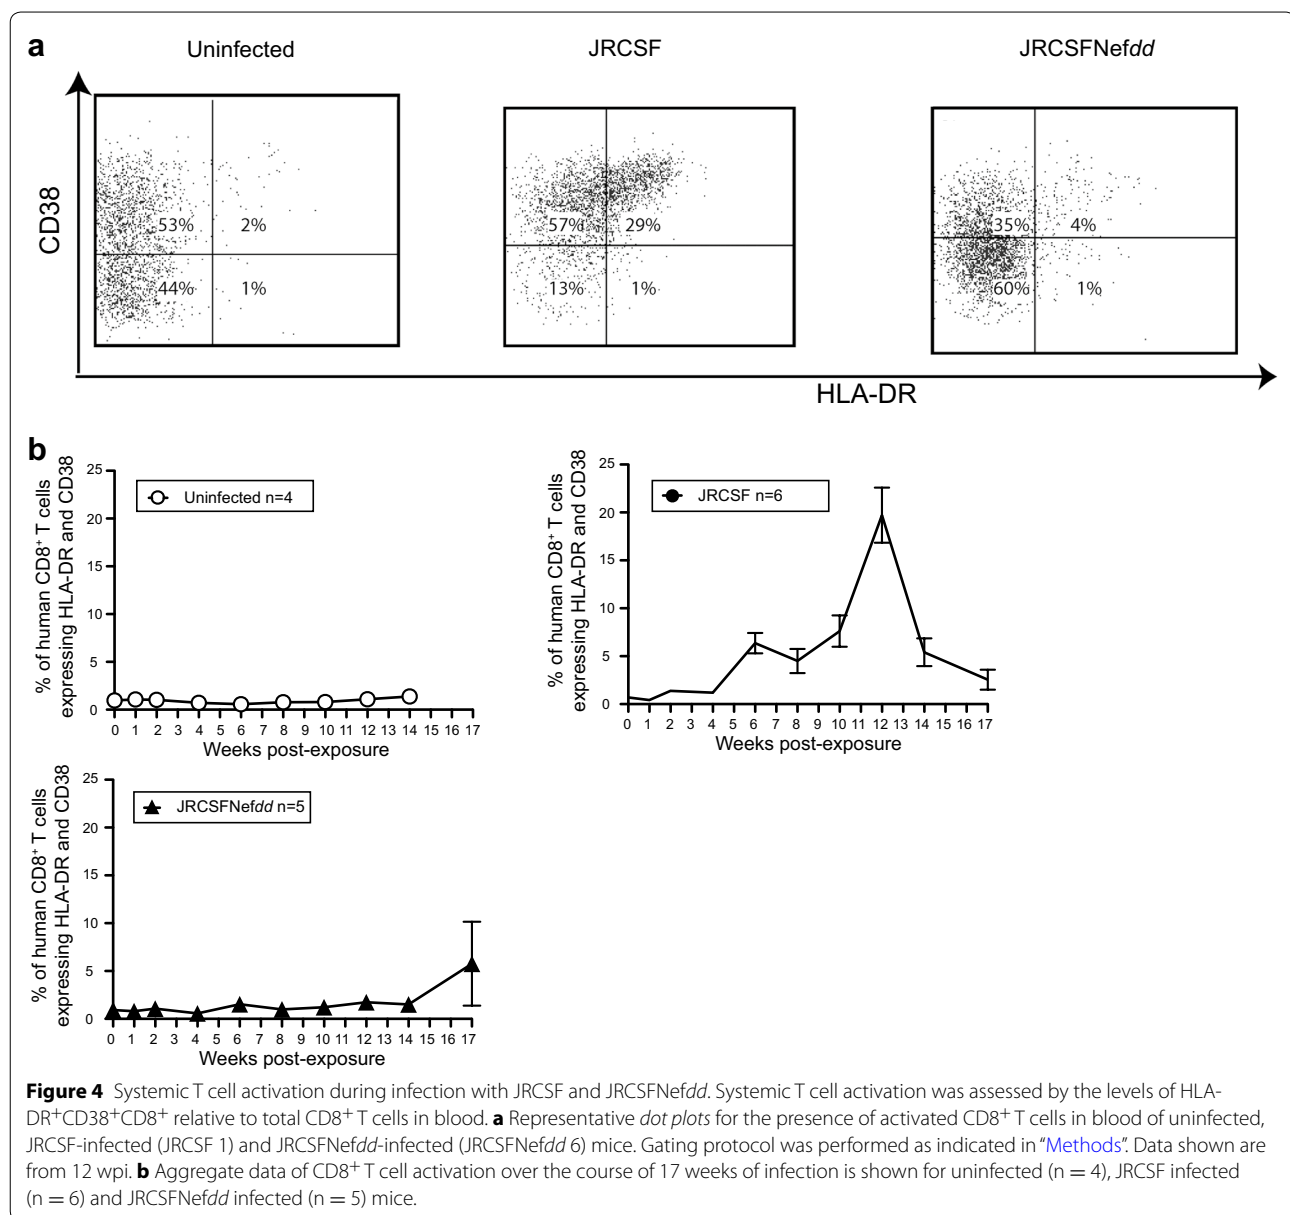 a
Uninfected
JRCSF
JRCSFNefdd
CD38
53% 2%
44% 1%
57% 29%
13% 1%
35% 4%
60% 1%
HLA-DR
b
% of human CD8+ T cells
expressing HLA-DR and CD38
25
20
15
10
5
0
Uninfected n=4
0 1 2 3 4 5 6 7 8 9 10 11 12 13 14 15 16 17
Weeks post-exposure
% of human CD8+ T cells
expressing HLA-DR and CD38
25
20
15
10
5
0
JRCSF n=6
0 1 2 3 4 5 6 7 8 9 10 11 12 13 14 15 16 17
Weeks post-exposure
% of human CD8+ T cells
expressing HLA-DR and CD38
25
20
15
10
5
0
JRCSFNefdd n=5
0 1 2 3 4 5 6 7 8 9 10 11 12 13 14 15 16 17
Weeks post-exposure
Figure 4 Systemic T cell activation during infection with JRCSF and JRCSFNefdd. Systemic T cell activation was assessed by the levels of HLA-
DR+CD38+CD8+ relative to total CD8+ T cells in blood. a Representative dot plots for the presence of activated CD8+ T cells in blood of uninfected,
JRCSF-infected (JRCSF 1) and JRCSFNefdd-infected (JRCSFNefdd 6) mice. Gating protocol was performed as indicated in “Methods”. Data shown are
from 12 wpi. b Aggregate data of CD8+ T cell activation over the course of 17 weeks of infection is shown for uninfected (n = 4), JRCSF infected
(n = 6) and JRCSFNefdd infected (n = 5) mice.